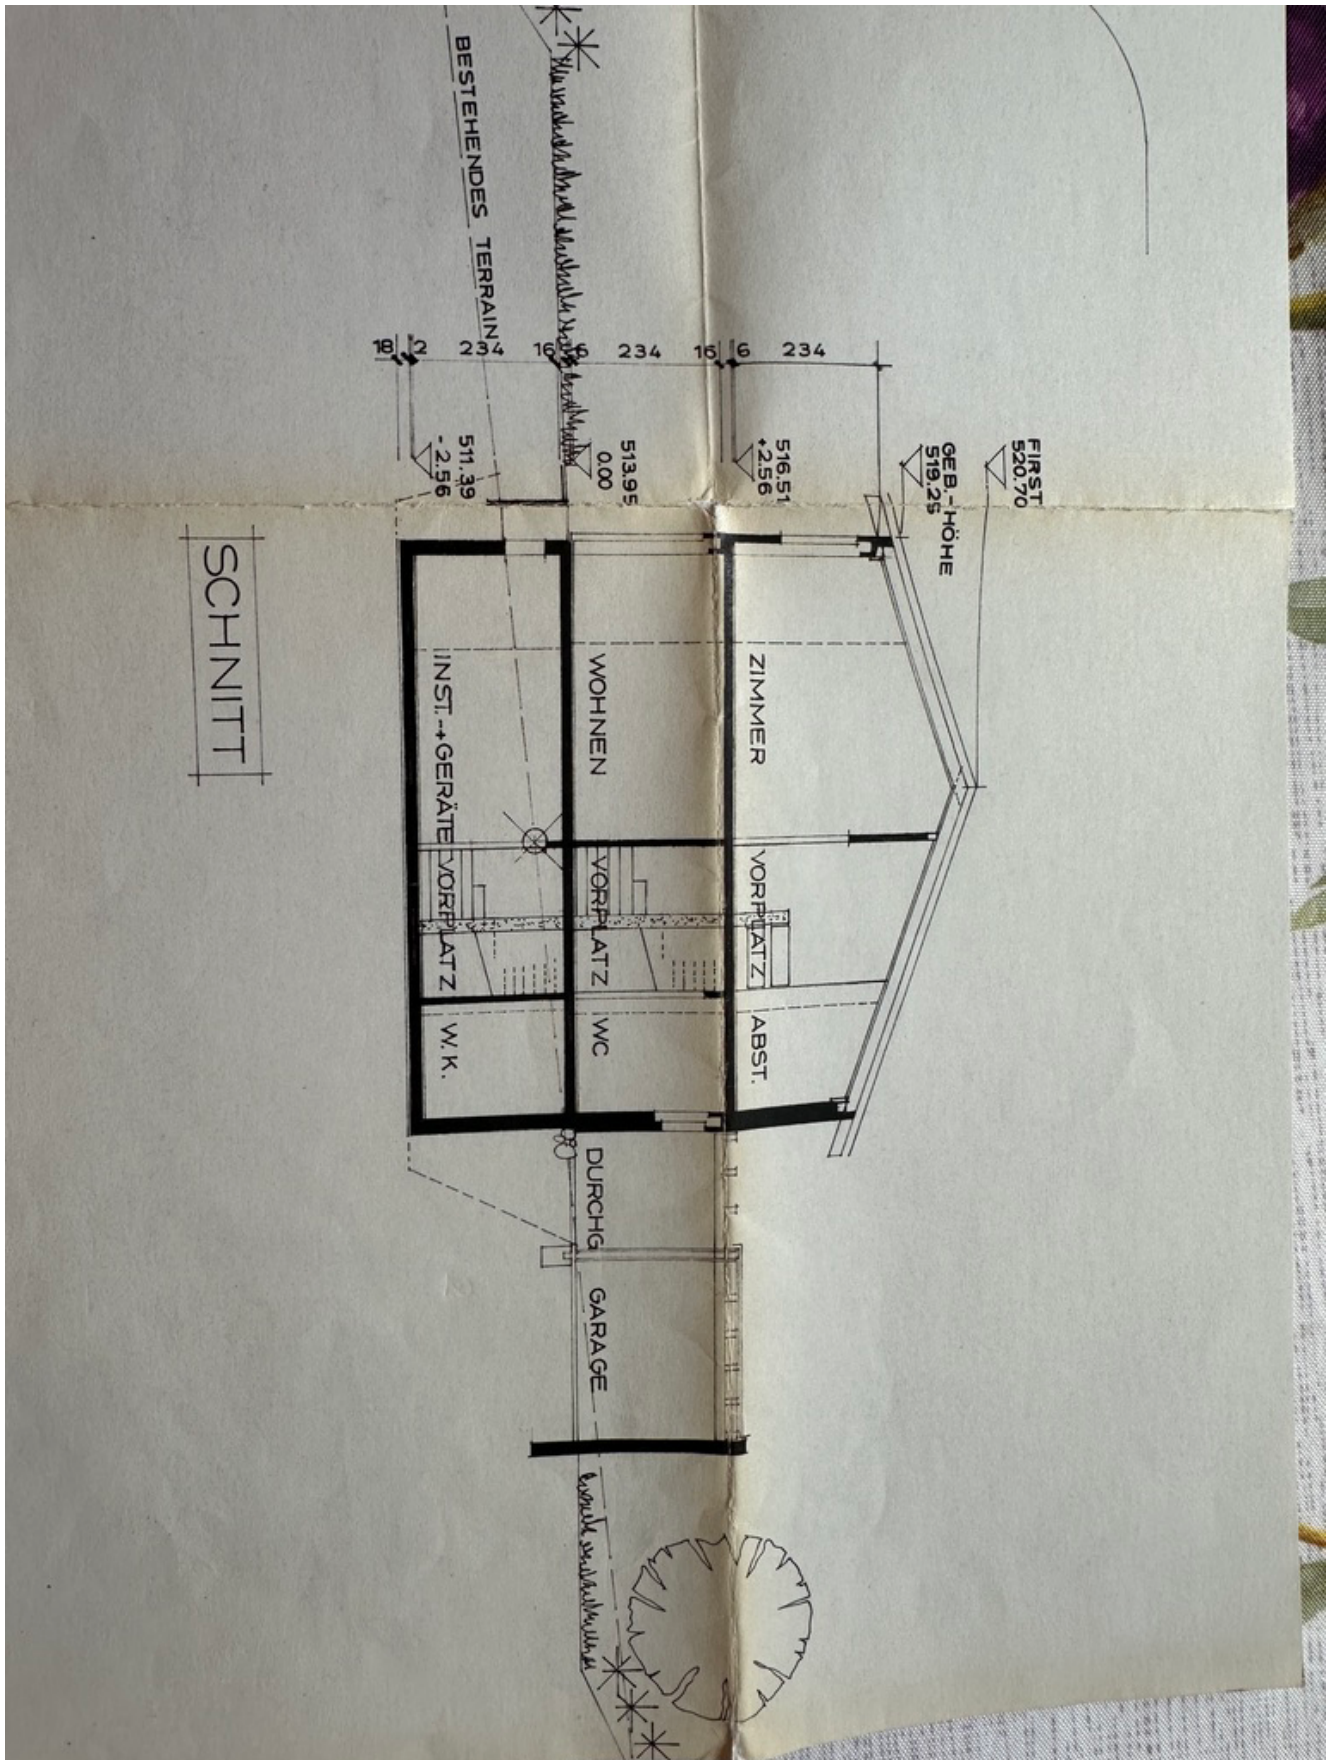 FIRST
520.70
GEB.-HÖHE
519.25
516.51
+2.56
513.95
0.00
511.39
- 2.56
18 2 234 16 6 234 16 6 234
BESTEHENDES TERRAIN
ZIMMER VORPLATZ ABST.
WOHNEN VORPLATZ WC DURCHG GARAGE
INST.-+GERÄTE VORPLATZ W.K.
SCHNITT